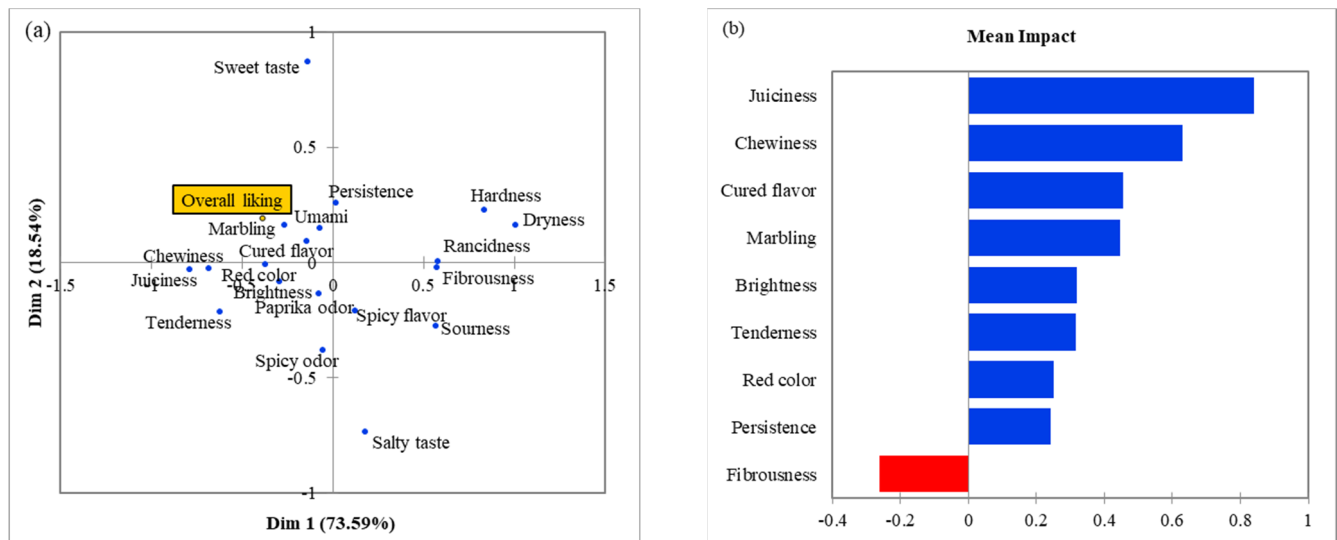 (a)
1
Sweet taste
0.5
Overall liking
Persistence
Hardness
Umami
Dryness
Marbling
Cured flavor
Rancidness
Chewiness
0
Juiciness
Red color
Fibrousness
-1.5
-1
-0.5
0
0.5
1
1.5
Brightness
Paprika odor
Spicy flavor
Tenderness
Sourness
Spicy odor
-0.5
Salty taste
-1
Dim 2 (18.54%)
Dim 1 (73.59%)
(b)
Mean Impact
Juiciness
Chewiness
Cured flavor
Marbling
Brightness
Tenderness
Red color
Persistence
Fibrousness
-0.4
-0.2
0
0.2
0.4
0.6
0.8
1